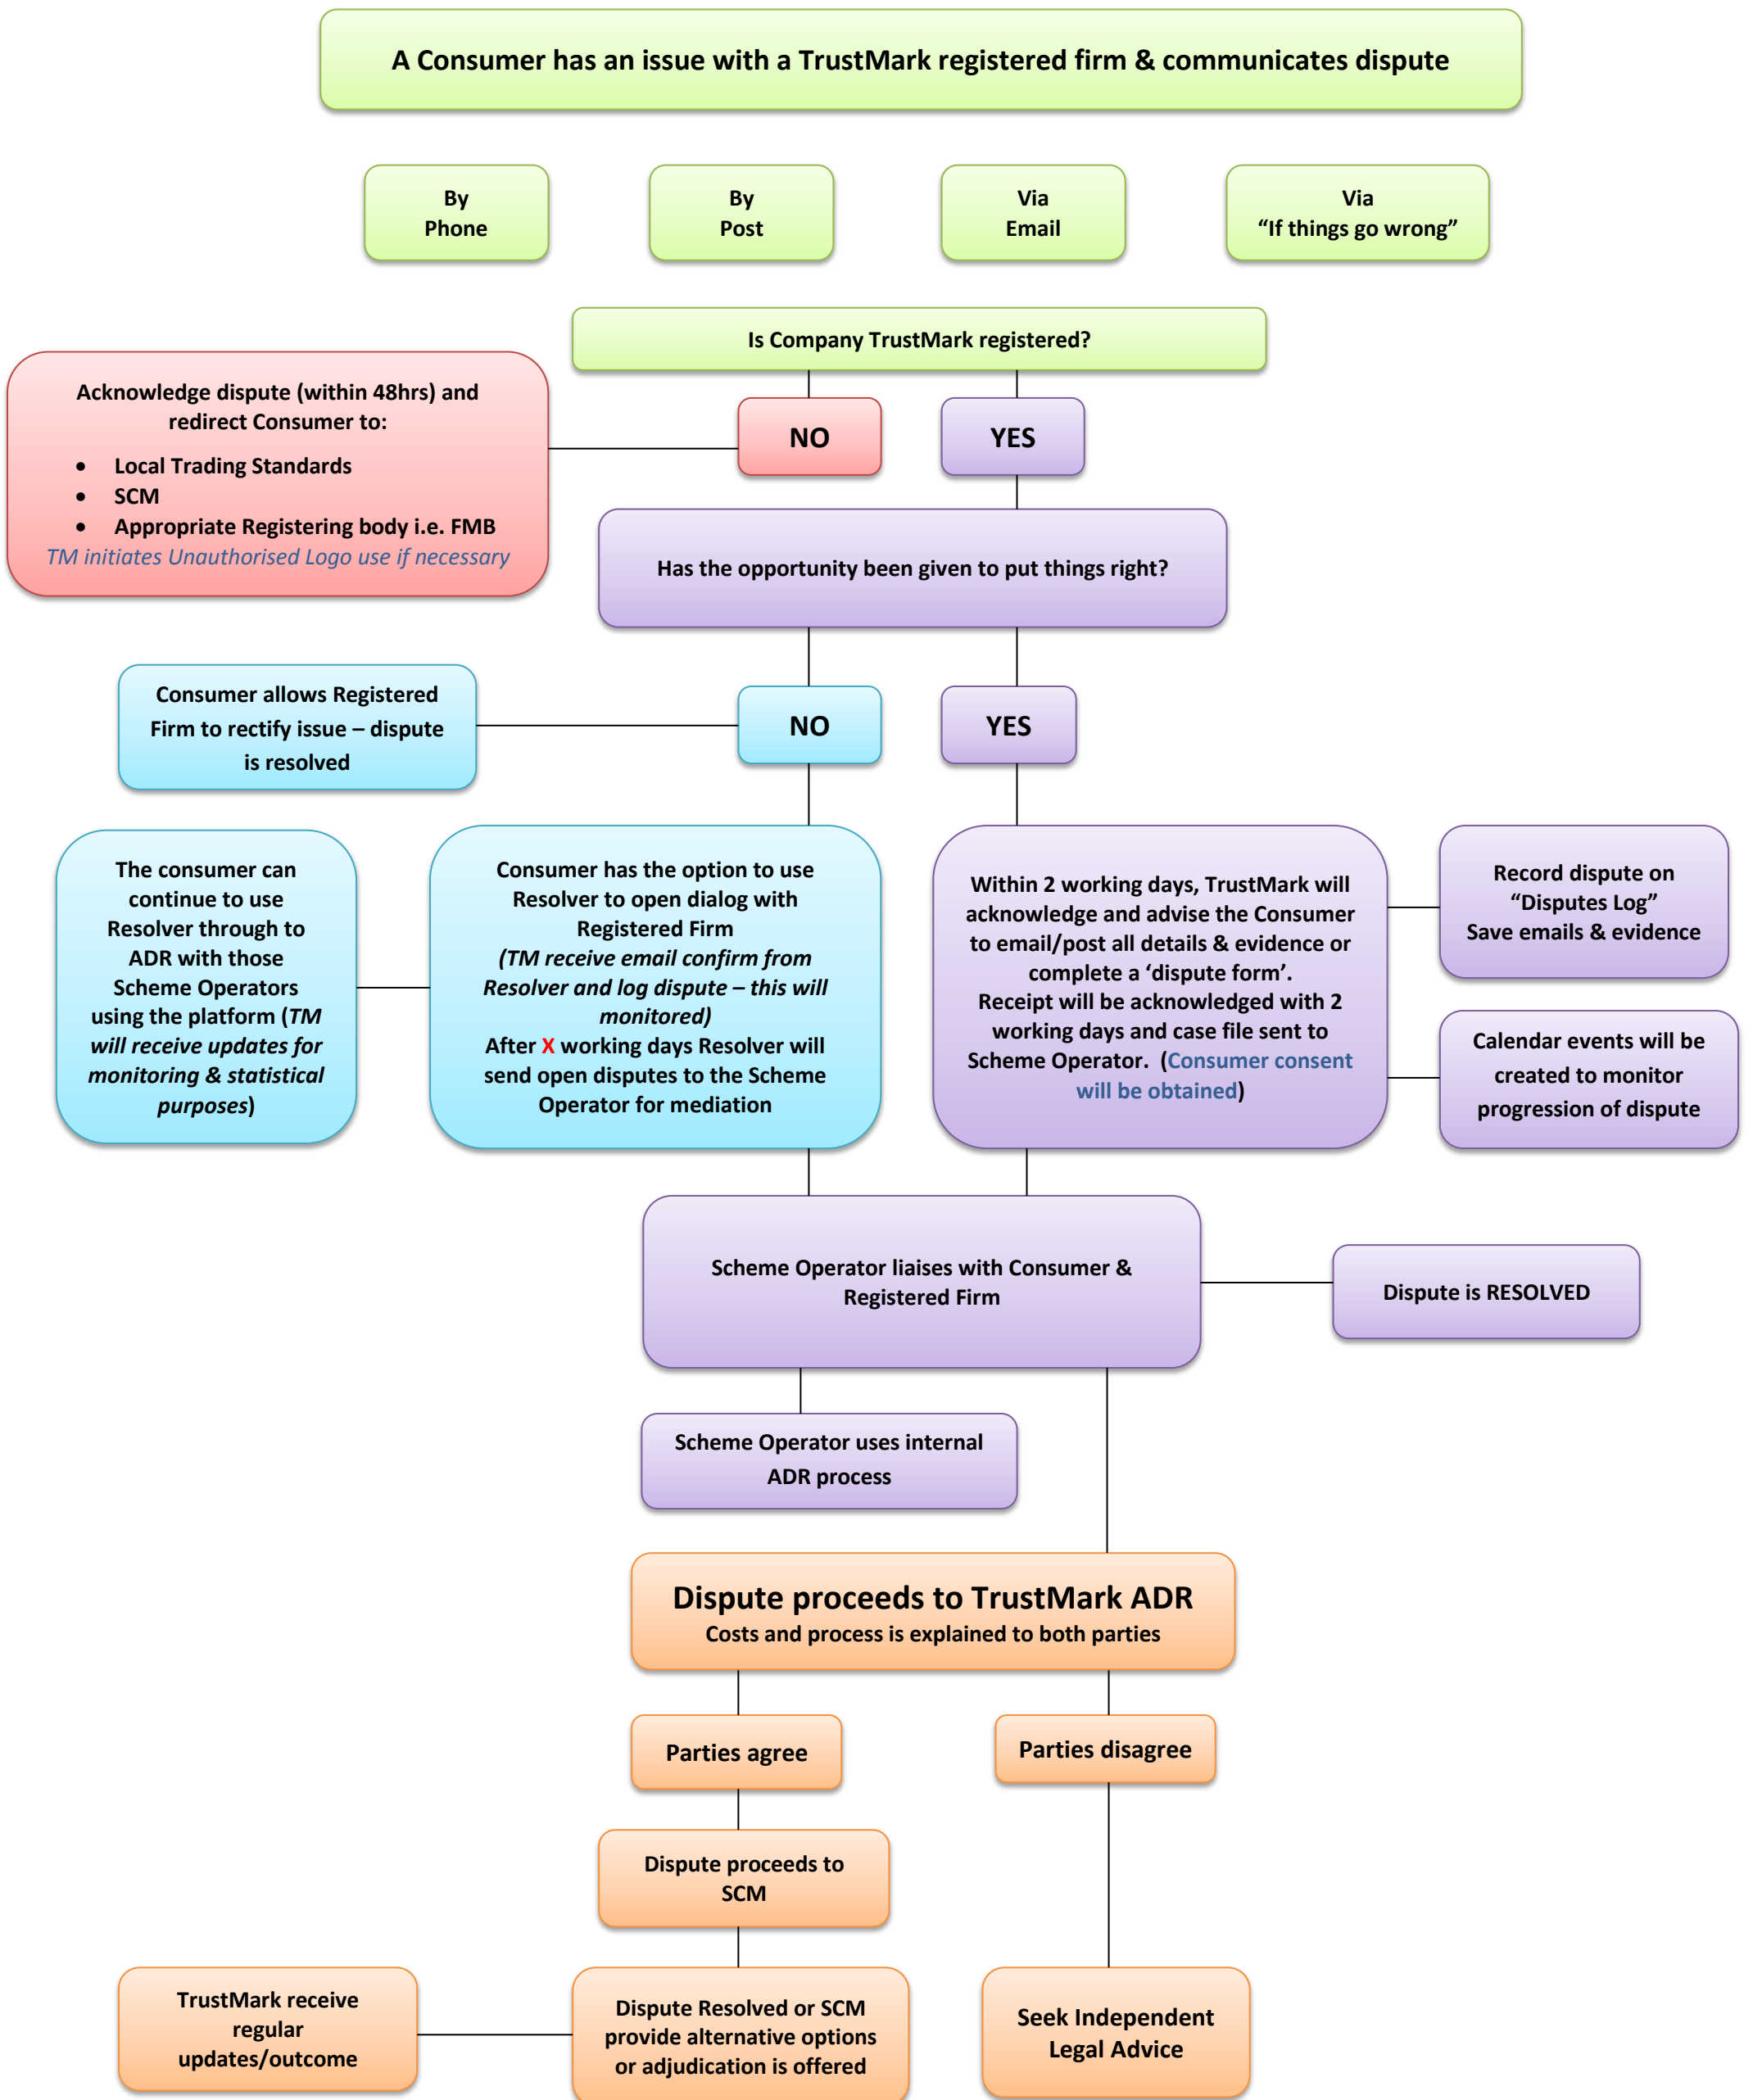 A Consumer has an issue with a TrustMark registered firm & communicates dispute
By
Phone
By
Post
Via
Email
Via
“If things go wrong”
Is Company TrustMark registered?
Acknowledge dispute (within 48hrs) and
redirect Consumer to:
• Local Trading Standards
• SCM
• Appropriate Registering body i.e. FMB
TM initiates Unauthorised Logo use if necessary
NO
YES
Has the opportunity been given to put things right?
Consumer allows Registered
Firm to rectify issue – dispute
is resolved
NO
YES
The consumer can
continue to use
Resolver through to
ADR with those
Scheme Operators
using the platform (TM
will receive updates for
monitoring & statistical
purposes)
Consumer has the option to use
Resolver to open dialog with
Registered Firm
(TM receive email confirm from
Resolver and log dispute – this will
monitored)
After X working days Resolver will
send open disputes to the Scheme
Operator for mediation
Within 2 working days, TrustMark will
acknowledge and advise the Consumer
to email/post all details & evidence or
complete a ‘dispute form’.
Receipt will be acknowledged with 2
working days and case file sent to
Scheme Operator. (Consumer consent
will be obtained)
Record dispute on
“Disputes Log”
Save emails & evidence
Calendar events will be
created to monitor
progression of dispute
Scheme Operator liaises with Consumer &
Registered Firm
Dispute is RESOLVED
Scheme Operator uses internal
ADR process
Dispute proceeds to TrustMark ADR
Costs and process is explained to both parties
Parties agree
Parties disagree
Dispute proceeds to
SCM
TrustMark receive
regular
updates/outcome
Dispute Resolved or SCM
provide alternative options
or adjudication is offered
Seek Independent
Legal Advice